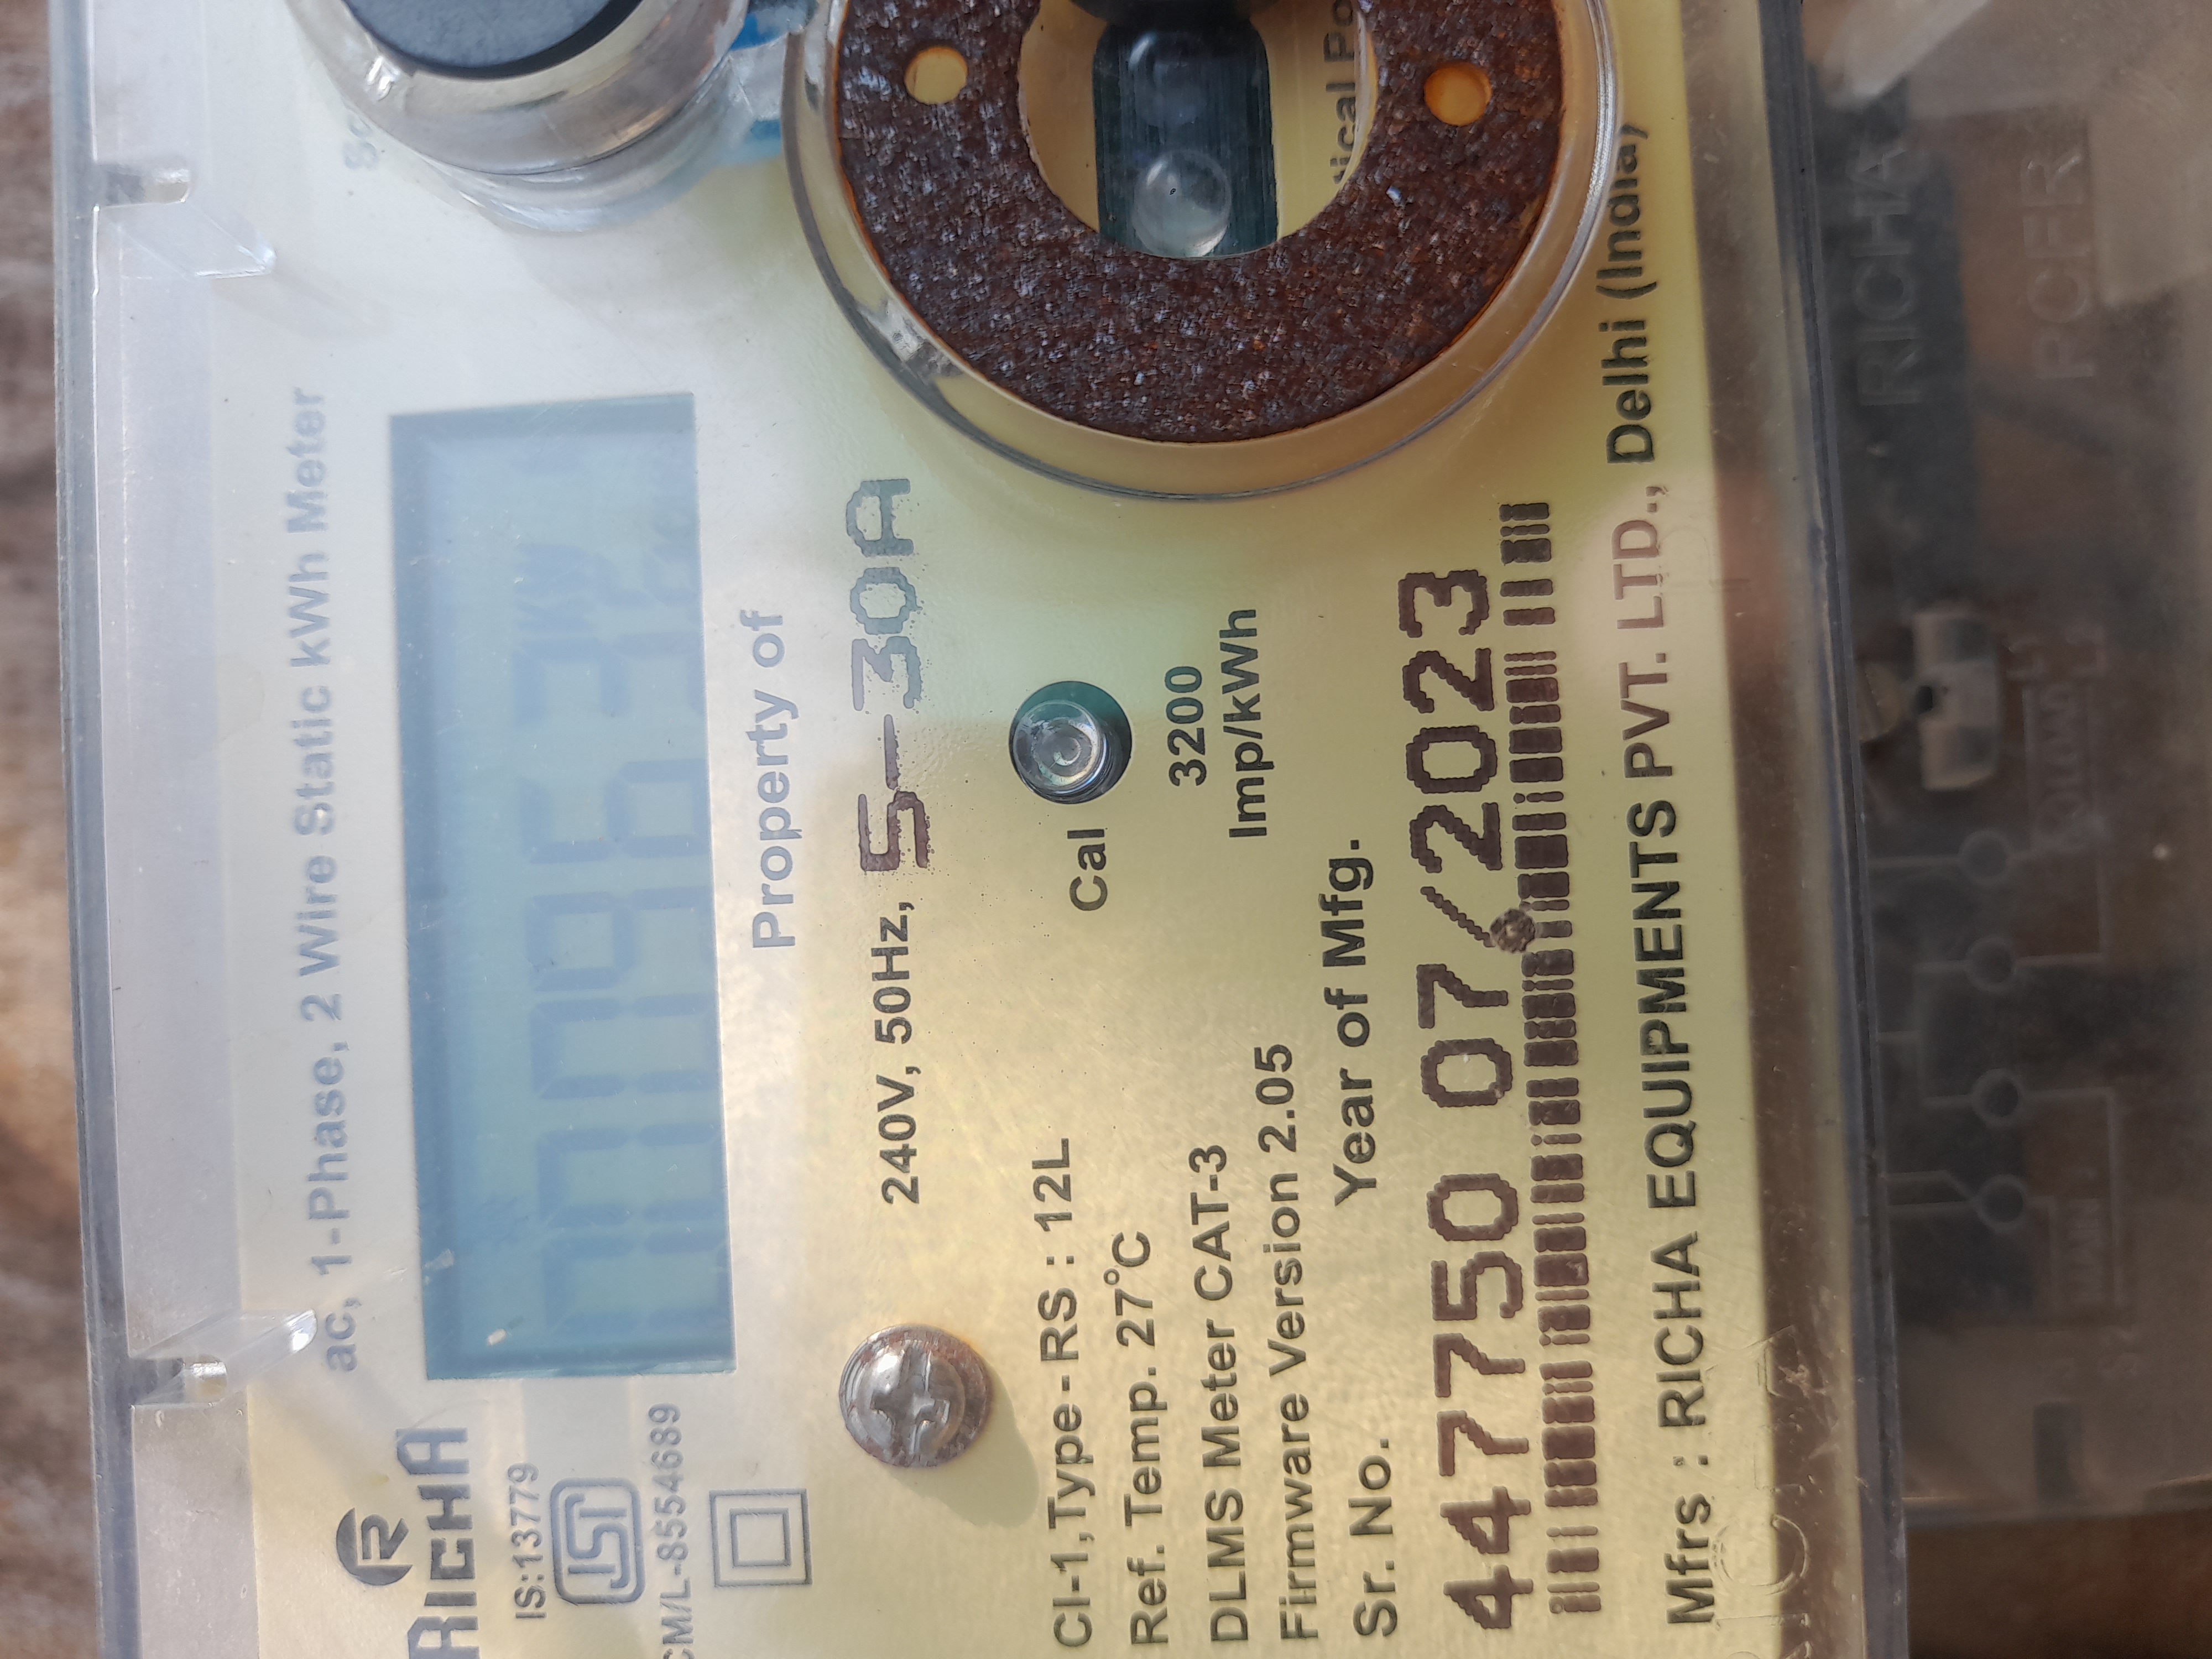 ac, 1-Phase, 2 Wire Static kWh Meter
R
RICHA
IS:13779
CM/L-8554689
Property of
240V, 50Hz, 5-30A
Cal
3200
Imp/kWh
Cl-1,Type-RS : 12L
Ref. Temp. 27°C
DLMS Meter CAT-3
Firmware Version 2.05
Sr. No. Year of Mfg.
447750 07/2023
Mfrs : RICHA EQUIPMENTS PVT. LTD., Delhi (India)
RICHA